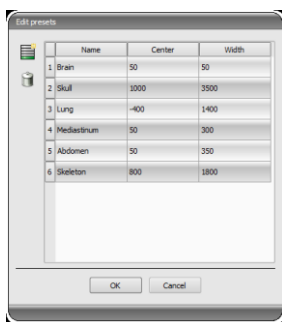 Edit presets
Name Center Width
1 Brain 50 50
2 Skull 1000 3500
3 Lung -400 1400
4 Mediastinum 50 300
5 Abdomen 50 350
6 Skeleton 800 1800
OK Cancel